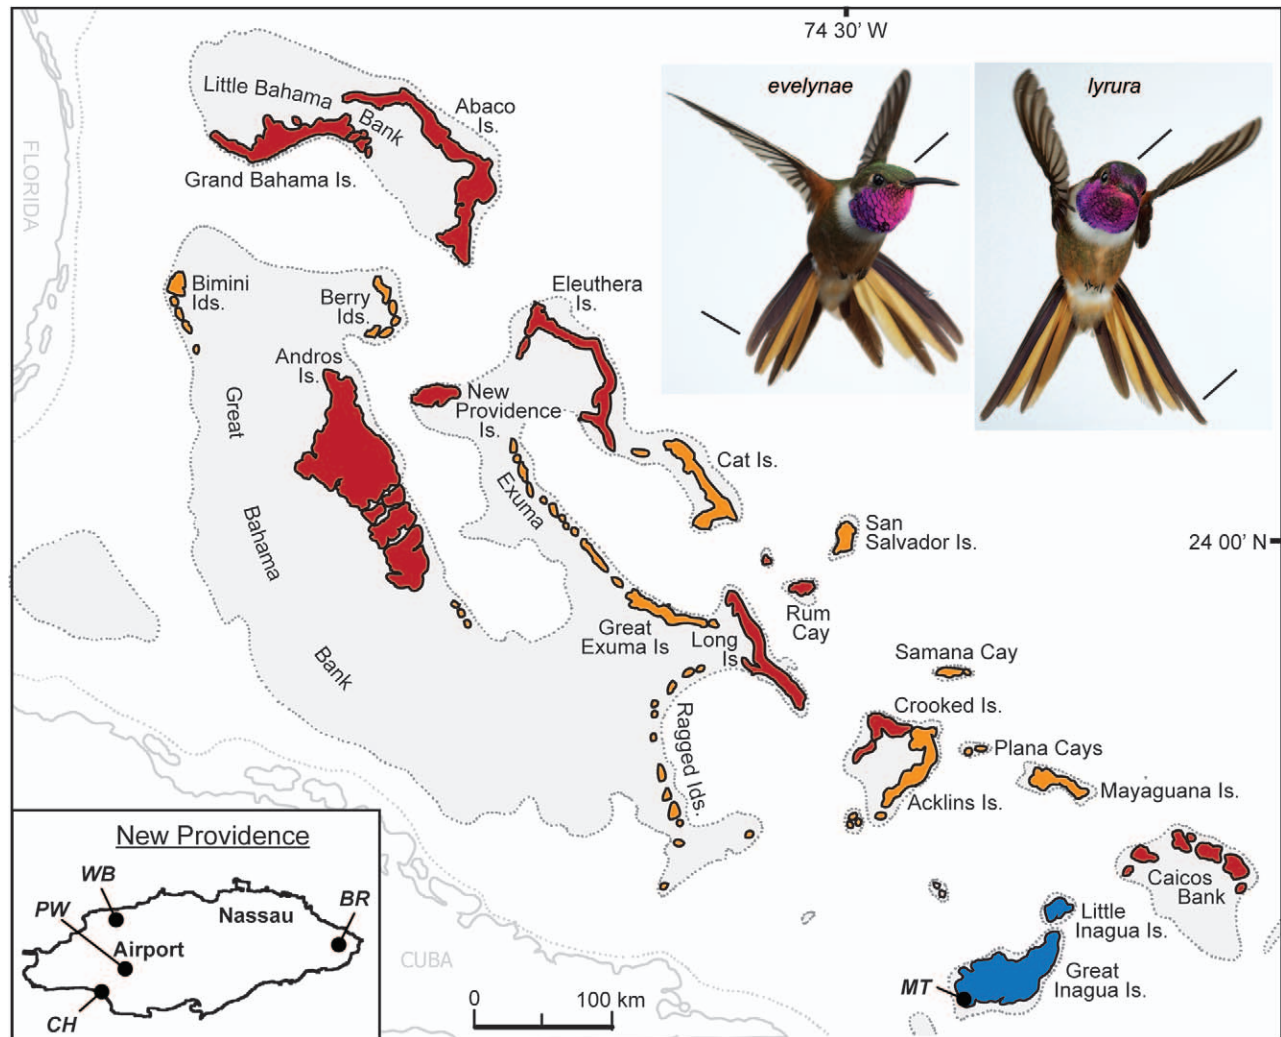 74 30' W
evelynae
lyrura
Little Bahama
Bank
Abaco
Is.
Grand Bahama Is.
FLORIDA
Bimini
Ids.
Berry
Ids.
Eleuthera
Is.
Andros
Is.
New
Providence
Is.
Great
Bahama
Bank
Exuma
Cat Is.
San
Salvador Is.
24 00' N
Rum
Cay
Great
Exuma Is
Long
Is
Samana Cay
Crooked Is.
Ragged Ids.
Plana Cays
Acklins Is.
Mayaguana Is.
Caicos
Bank
Little
Inagua Is.
Great
Inagua Is.
MT
CUBA
0 100 km
New Providence
WB
PW
Nassau
BR
Airport
CH